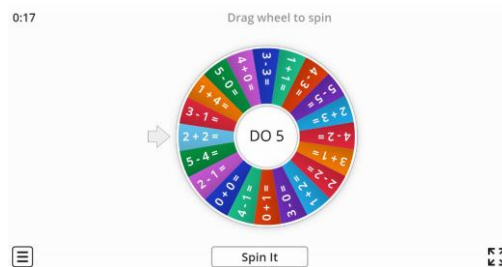 0:17
Drag wheel to spin
3 - 3 =
1 + 1 =
4 - 3 =
5 - 5 =
2 + 3 =
4 - 2 =
3 + 1 =
2 - 2 =
1 + 2 =
3 - 0 =
0 + 1 =
4 - 1 =
0 + 0 =
2 - 1 =
5 - 4 =
2 + 2 =
3 - 1 =
1 + 4 =
5 - 0 =
4 + 0 =
DO 5
Spin It